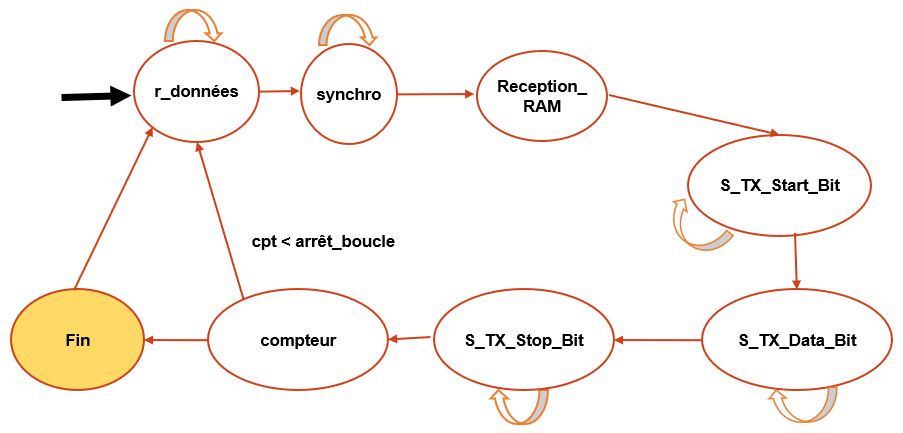 r_données
synchro
Reception_
RAM
S_TX_Start_Bit
cpt < arrêt_boucle
Fin
compteur
S_TX_Stop_Bit
S_TX_Data_Bit